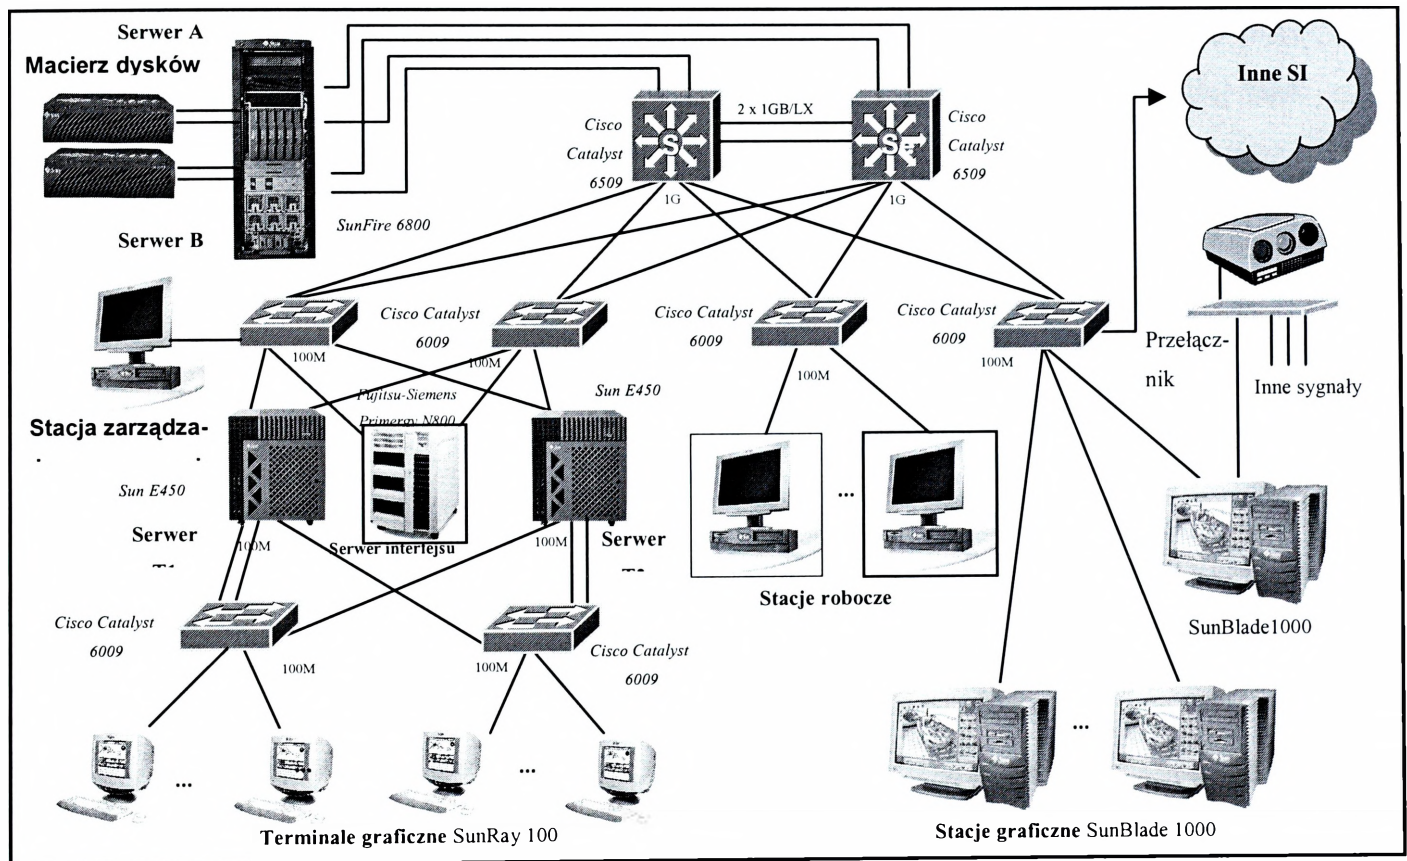 Serwer A
Macierz dysków
Inne SI
2 x 1GB/LX
Cisco
Catalyst
6509
Cisco
Catalyst
6509
1G
1G
SunFire 6800
Serwer B
Cisco Catalyst
6009
Cisco Catalyst
6009
Cisco Catalyst
6009
100M
100M
100M
100M
Przełącz-
nik
Inne sygnały
Fujitsu-Siemens
Primergy N800
Sun E450
Stacja zarządza-
Sun E450
Serwer
100M
Serwer interfejsu
100M
Serwer
Stacje robocze
SunBlade1000
Cisco Catalyst
6009
100M
100M
Cisco Catalyst
6009
...
...
...
...
Terminale graficzne SunRay 100
Stacje graficzne SunBlade 1000